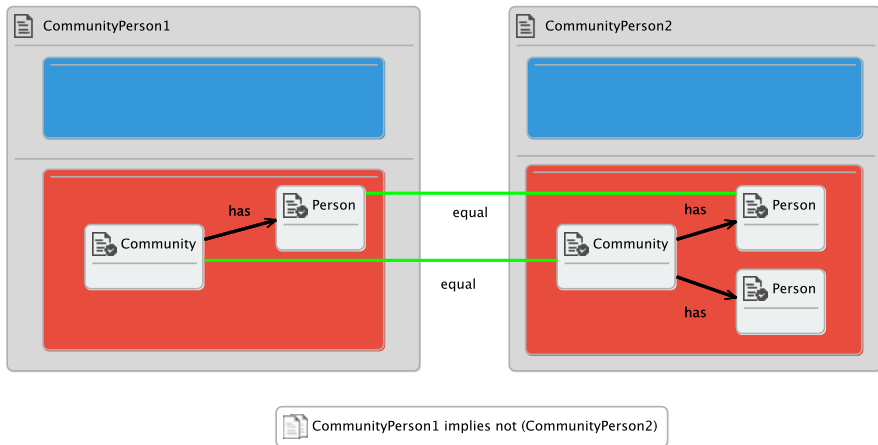 CommunityPerson1
CommunityPerson2
has
Person
Community
equal
equal
has
Person
Community
Person
has
CommunityPerson1 implies not (CommunityPerson2)